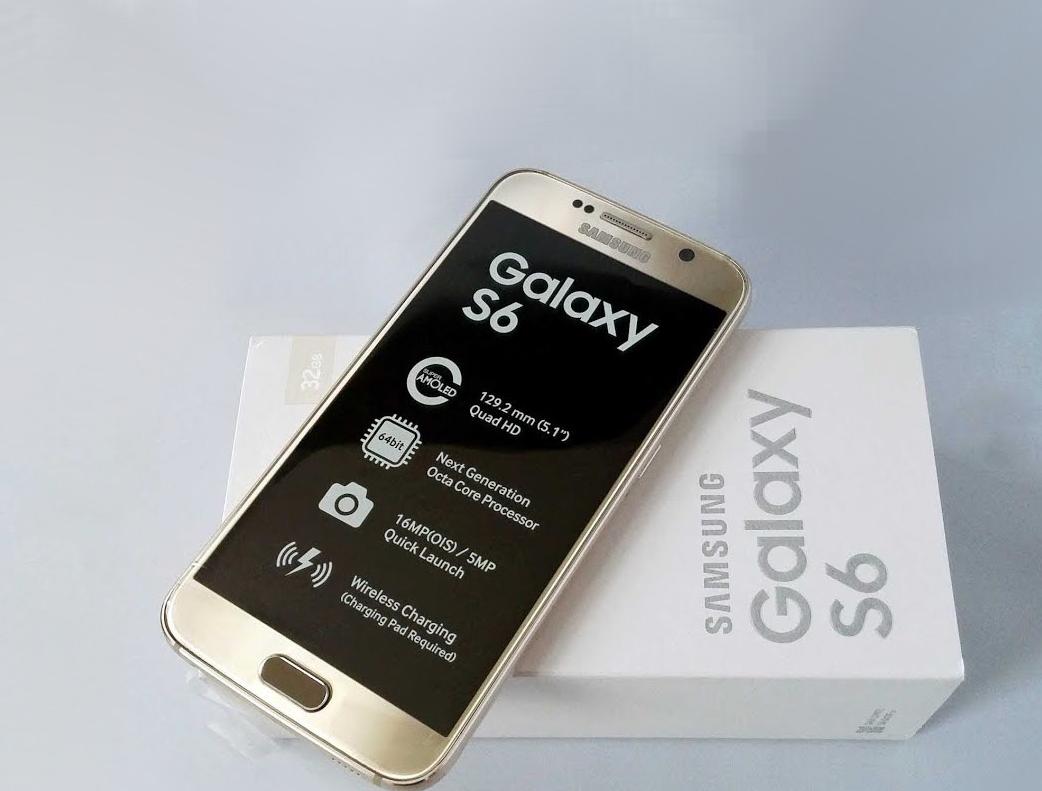 SAMSUNG
Galaxy
S6
SUPER
AMOLED
129.2 mm (5.1")
Quad HD
64bit
Next Generation
Octa Core Processor
16MP(OIS) / 5MP
Quick Launch
Wireless Charging
(Charging Pad Required)
32GB
SAMSUNG
Galaxy
S6